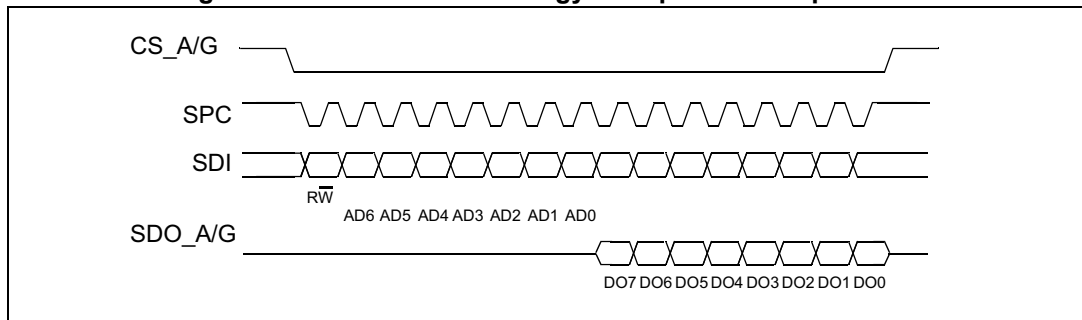 CS_A/G
SPC
SDI
RW̅
AD6 AD5 AD4 AD3 AD2 AD1 AD0
SDO_A/G
DO7 DO6 DO5 DO4 DO3 DO2 DO1 DO0